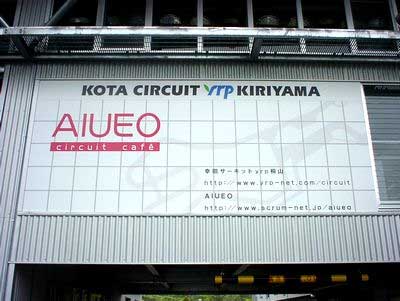 KOTA CIRCUIT yrp KIRIYAMA
AIUEO
circuit café
幸田サーキットyrp桐山
http://www.yrp-net.com/circuit
AIUEO
http://www.scrum-net.jp/aiueo